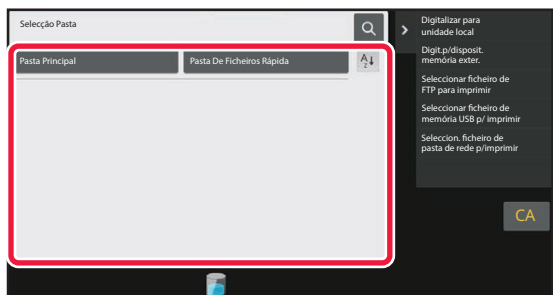 Selecção Pasta
Pasta Principal
Pasta De Ficheiros Rápida
Digitalizar para
unidade local
Digit.p/disposit.
memória exter.
Seleccionar ficheiro de
FTP para imprimir
Seleccionar ficheiro de
memória USB p/ imprimir
Seleccion. ficheiro de
pasta de rede p/imprimir
CA